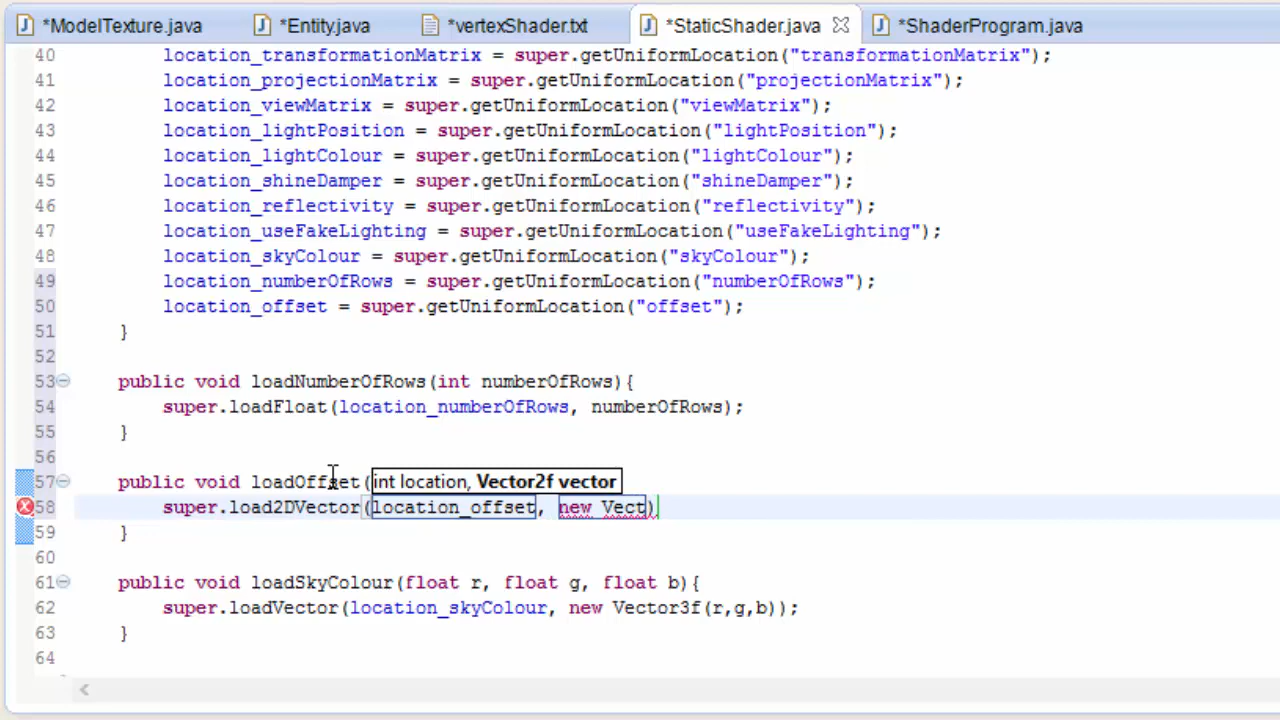 *ModelTexture.java *Entity.java *vertexShader.txt *StaticShader.java *ShaderProgram.java
40 location_transformationMatrix = super.getUniformLocation("transformationMatrix");
41 location_projectionMatrix = super.getUniformLocation("projectionMatrix");
42 location_viewMatrix = super.getUniformLocation("viewMatrix");
43 location_lightPosition = super.getUniformLocation("lightPosition");
44 location_lightColour = super.getUniformLocation("lightColour");
45 location_shineDamper = super.getUniformLocation("shineDamper");
46 location_reflectivity = super.getUniformLocation("reflectivity");
47 location_useFakeLighting = super.getUniformLocation("useFakeLighting");
48 location_skyColour = super.getUniformLocation("skyColour");
49 location_numberOfRows = super.getUniformLocation("numberOfRows");
50 location_offset = super.getUniformLocation("offset");
51 }
52
53 public void loadNumberOfRows(int numberOfRows){
54 super.loadFloat(location_numberOfRows, numberOfRows);
55 }
56
57 public void loadOffset( int location, Vector2f vector
58 super.load2DVector(location_offset, new Vect)
59 }
60
61 public void loadSkyColour(float r, float g, float b){
62 super.loadVector(location_skyColour, new Vector3f(r,g,b));
63 }
64